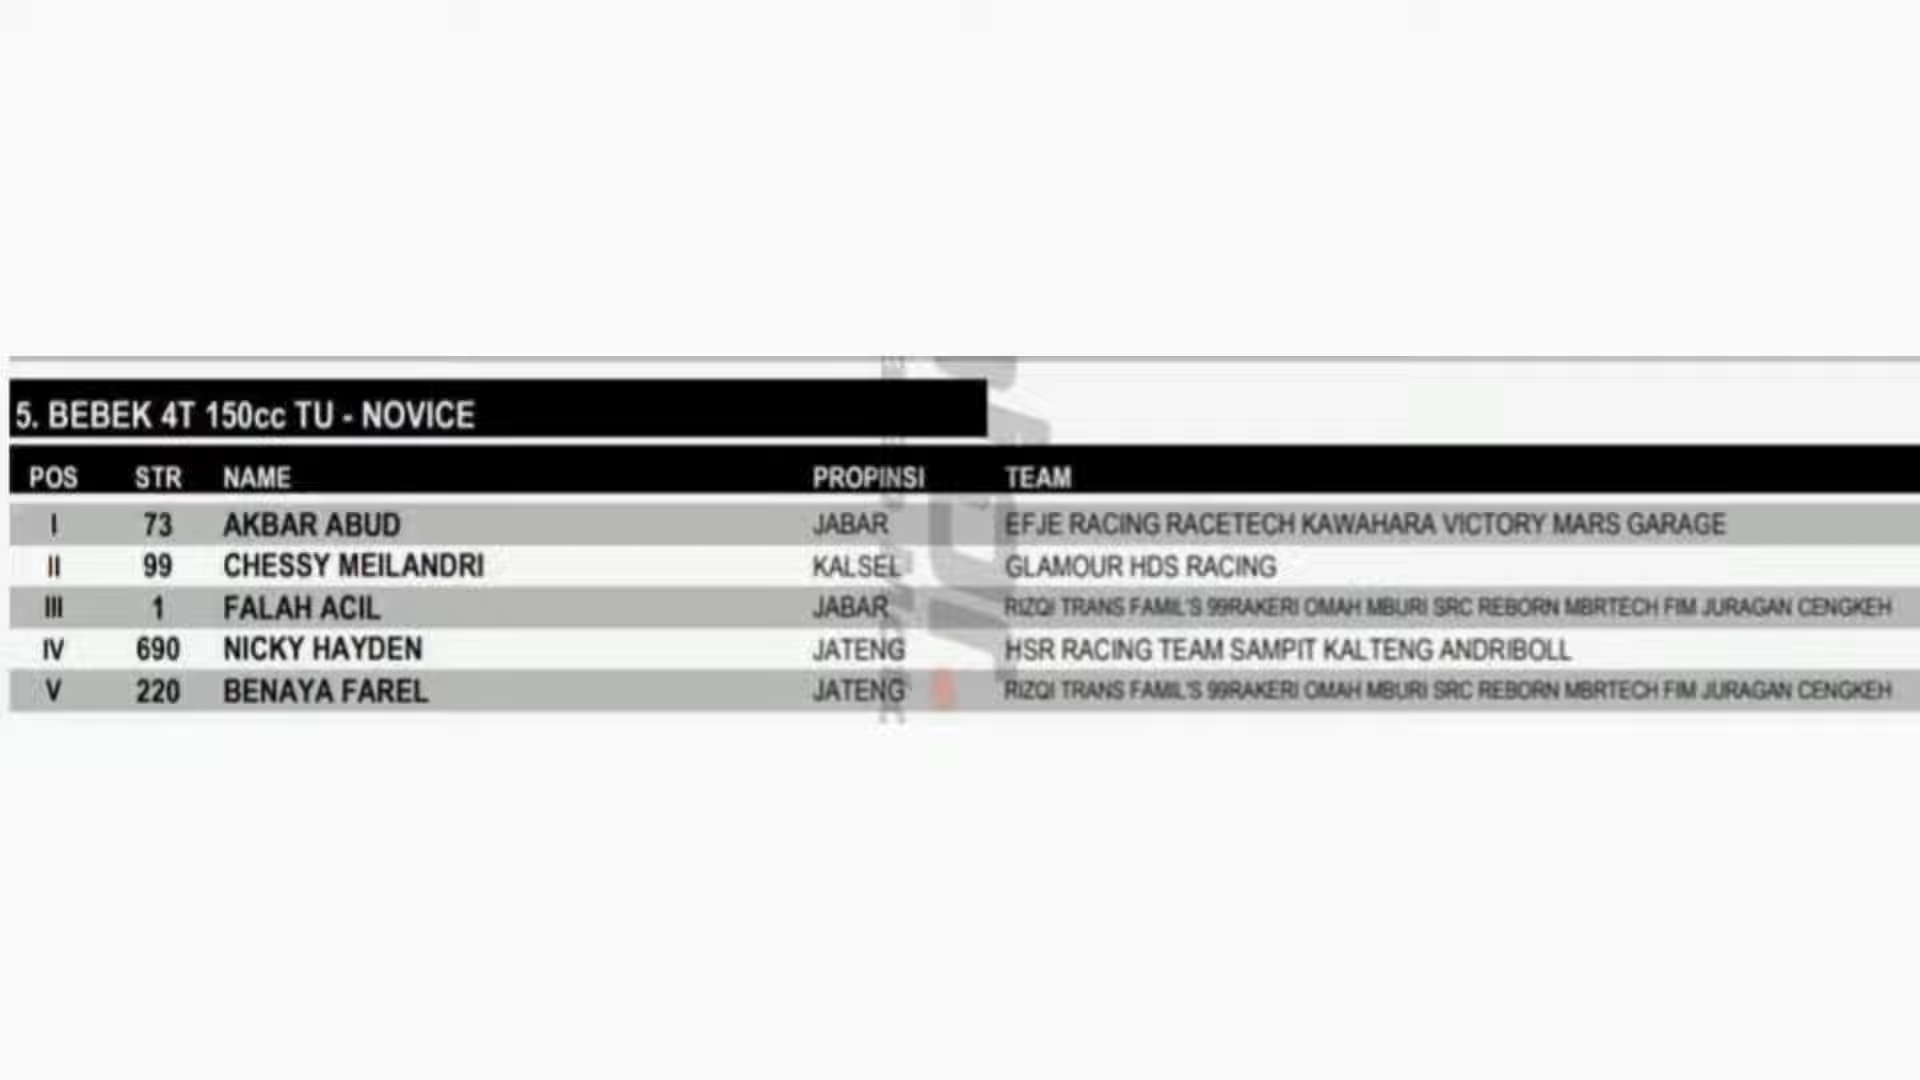 5. BEBEK 4T 150cc TU - NOVICE
POS STR NAME PROPINSI TEAM
I 73 AKBAR ABUD JABAR EFJE RACING RACETECH KAWAHARA VICTORY MARS GARAGE
II 99 CHESSY MEILANDRI KALSEL GLAMOUR HDS RACING
III 1 FALAH ACIL JABAR RIZQI TRANS FAMIL'S 99RAKERI OMAH MBURI SRC REBORN MBRTECH FIM JURAGAN CENGKEH
IV 690 NICKY HAYDEN JATENG HSR RACING TEAM SAMPIT KALTENG ANDRIBOLL
V 220 BENAYA FAREL JATENG RIZQI TRANS FAMIL'S 99RAKERI OMAH MBURI SRC REBORN MBRTECH FIM JURAGAN CENGKEH